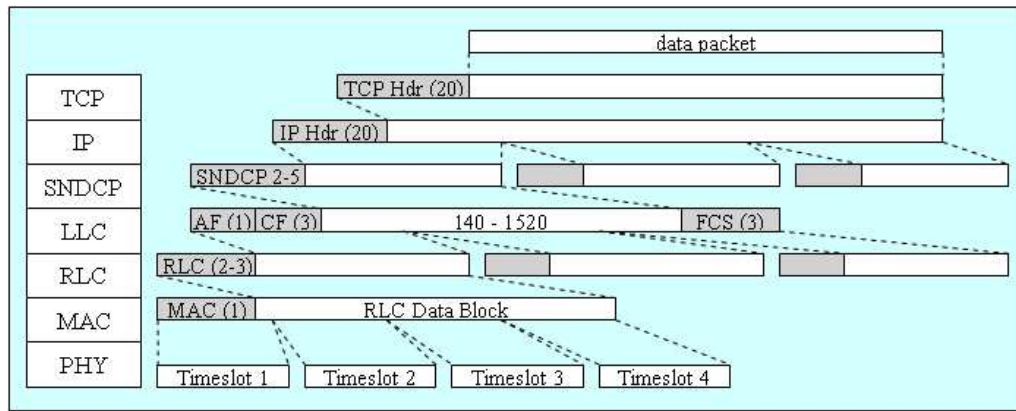 data packet
TCP
TCP Hdr (20)
IP
IP Hdr (20)
SNDCP
SNDCP 2-5
LLC
AF (1) CF (3) 140 - 1520 FCS (3)
RLC
RLC (2-3)
MAC
MAC (1) RLC Data Block
PHY
Timeslot 1 Timeslot 2 Timeslot 3 Timeslot 4